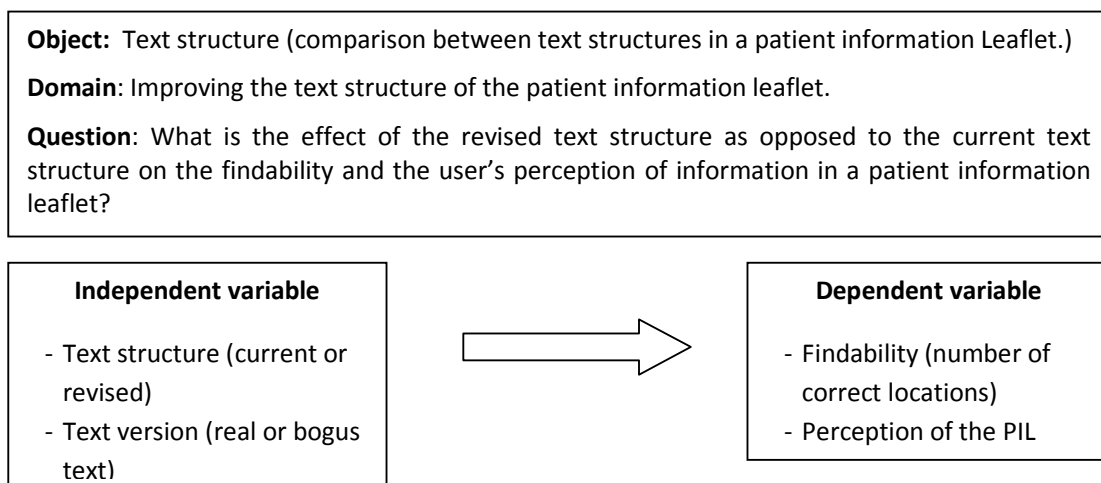 Object: Text structure (comparison between text structures in a patient information Leaflet.)
Domain: Improving the text structure of the patient information leaflet.
Question: What is the effect of the revised text structure as opposed to the current text
structure on the findability and the user's perception of information in a patient information
leaflet?
Independent variable
- Text structure (current or
revised)
- Text version (real or bogus
text)
Dependent variable
- Findability (number of
correct locations)
- Perception of the PIL